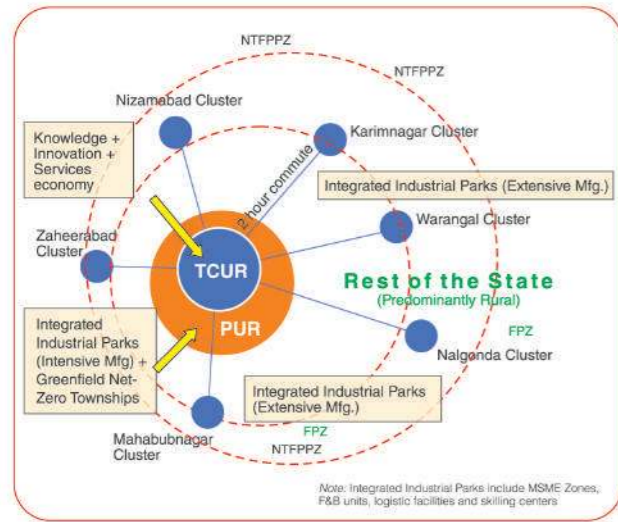 NTFPPZ
NTFPPZ
Nizamabad Cluster
Karimnagar Cluster
Knowledge +
Innovation +
Services
economy
2 hour commute
Integrated Industrial Parks (Extensive Mfg.)
Warangal Cluster
Zaheerabad
Cluster
TCUR
Rest of the State
(Predominantly Rural)
PUR
Integrated
Industrial Parks
(Intensive Mfg) +
Greenfield Net-
Zero Townships
FPZ
Nalgonda Cluster
Integrated Industrial Parks
(Extensive Mfg.)
Mahabubnagar
Cluster
FPZ
NTFPPZ
Note: Integrated Industrial Parks include MSME Zones,
F&B units, logistic facilities and skilling centers